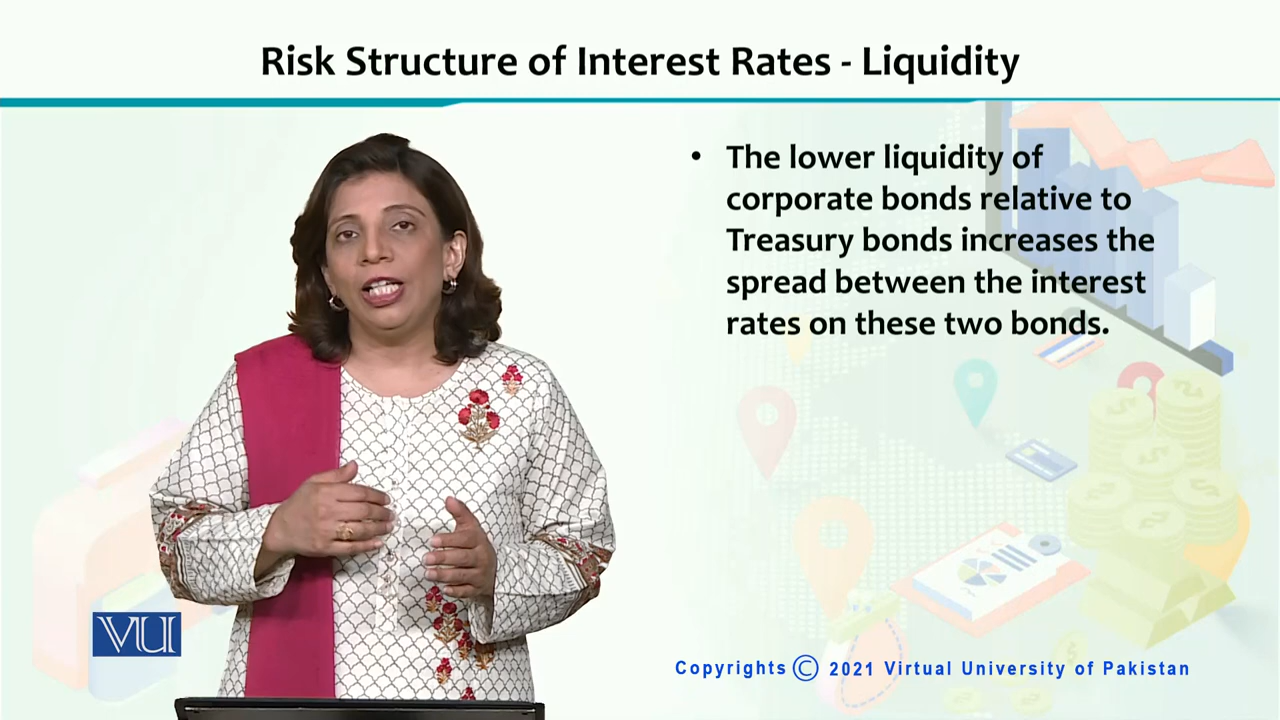 Risk Structure of Interest Rates - Liquidity
• The lower liquidity of
corporate bonds relative to
Treasury bonds increases the
spread between the interest
rates on these two bonds.
VU
Copyrights © 2021 Virtual University of Pakistan